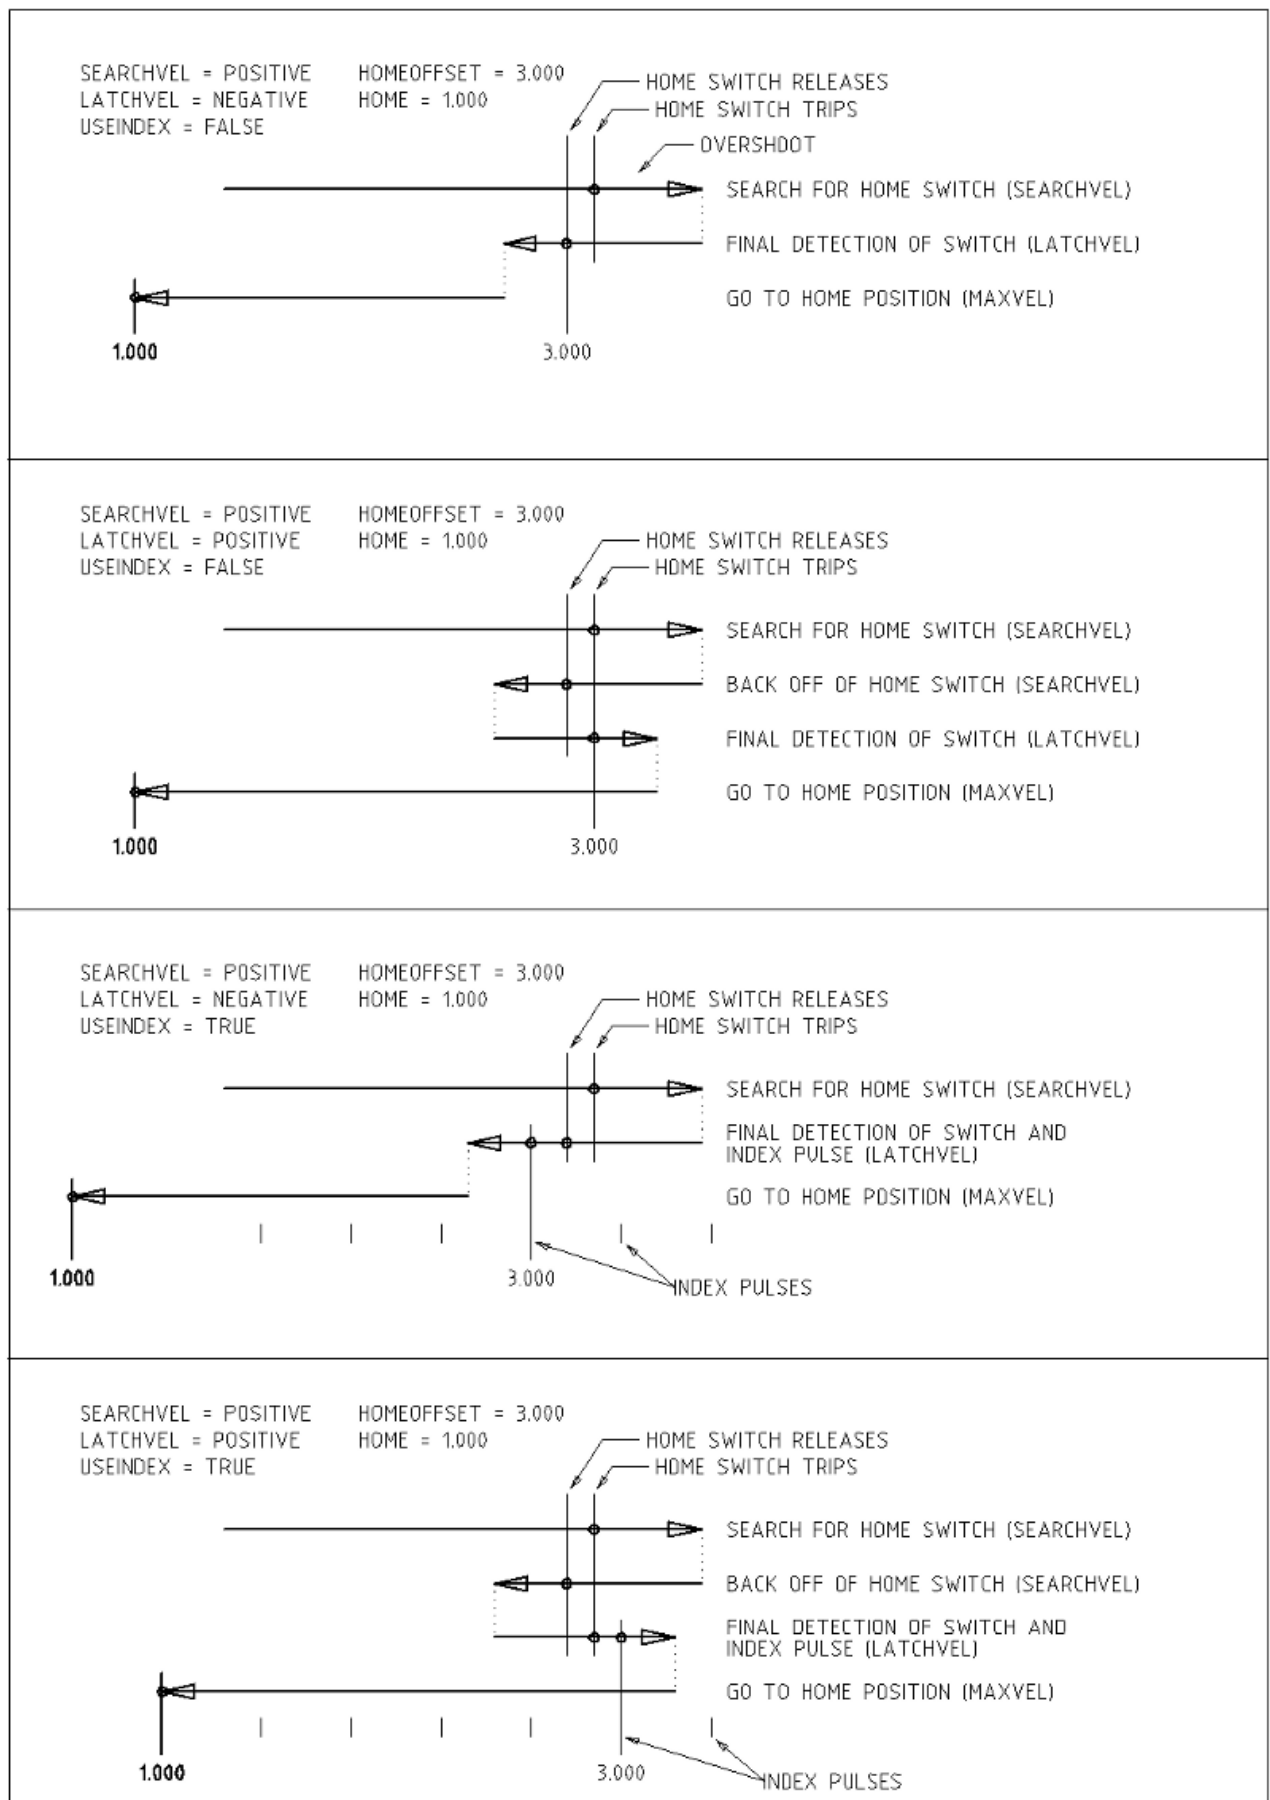 SEARCHVEL = POSITIVE HOMEOFFSET = 3.000
LATCHVEL = NEGATIVE HOME = 1.000
USEINDEX = FALSE
HOME SWITCH RELEASES
HOME SWITCH TRIPS
OVERSHOOT
SEARCH FOR HOME SWITCH (SEARCHVEL)
FINAL DETECTION OF SWITCH (LATCHVEL)
GO TO HOME POSITION (MAXVEL)
1.000 3.000
SEARCHVEL = POSITIVE HOMEOFFSET = 3.000
LATCHVEL = POSITIVE HOME = 1.000
USEINDEX = FALSE
HOME SWITCH RELEASES
HOME SWITCH TRIPS
SEARCH FOR HOME SWITCH (SEARCHVEL)
BACK OFF OF HOME SWITCH (SEARCHVEL)
FINAL DETECTION OF SWITCH (LATCHVEL)
GO TO HOME POSITION (MAXVEL)
1.000 3.000
SEARCHVEL = POSITIVE HOMEOFFSET = 3.000
LATCHVEL = NEGATIVE HOME = 1.000
USEINDEX = TRUE
HOME SWITCH RELEASES
HOME SWITCH TRIPS
SEARCH FOR HOME SWITCH (SEARCHVEL)
FINAL DETECTION OF SWITCH AND
INDEX PULSE (LATCHVEL)
GO TO HOME POSITION (MAXVEL)
1.000 3.000
INDEX PULSES
SEARCHVEL = POSITIVE HOMEOFFSET = 3.000
LATCHVEL = POSITIVE HOME = 1.000
USEINDEX = TRUE
HOME SWITCH RELEASES
HOME SWITCH TRIPS
SEARCH FOR HOME SWITCH (SEARCHVEL)
BACK OFF OF HOME SWITCH (SEARCHVEL)
FINAL DETECTION OF SWITCH AND
INDEX PULSE (LATCHVEL)
GO TO HOME POSITION (MAXVEL)
1.000 3.000
INDEX PULSES